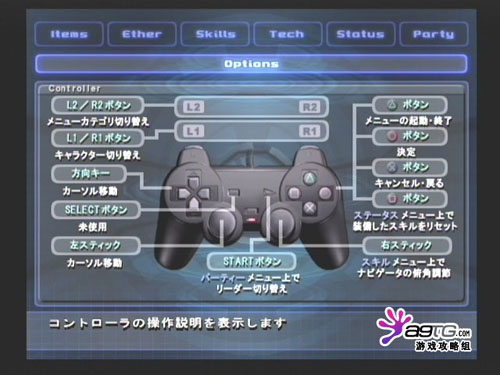 Items Ether Skills Tech Status Party
Options
Controller
L2／R2ボタン
メニューカテゴリ切り替え
L1／R1ボタン
キャラクター切り替え
方向キー
カーソル移動
SELECTボタン
未使用
左スティック
カーソル移動
L2 R2
L1 R1
STARTボタン
パーティーメニュー上で
リーダー切り替え
△ ボタン
メニューの起動・終了
○ ボタン
決定
× ボタン
キャンセル・戻る
□ ボタン
ステータスメニュー上で
装備したスキルをリセット
右スティック
スキルメニュー上で
ナビゲータの俯角調節
コントローラの操作説明を表示します
a9TG.com
游戏攻略组